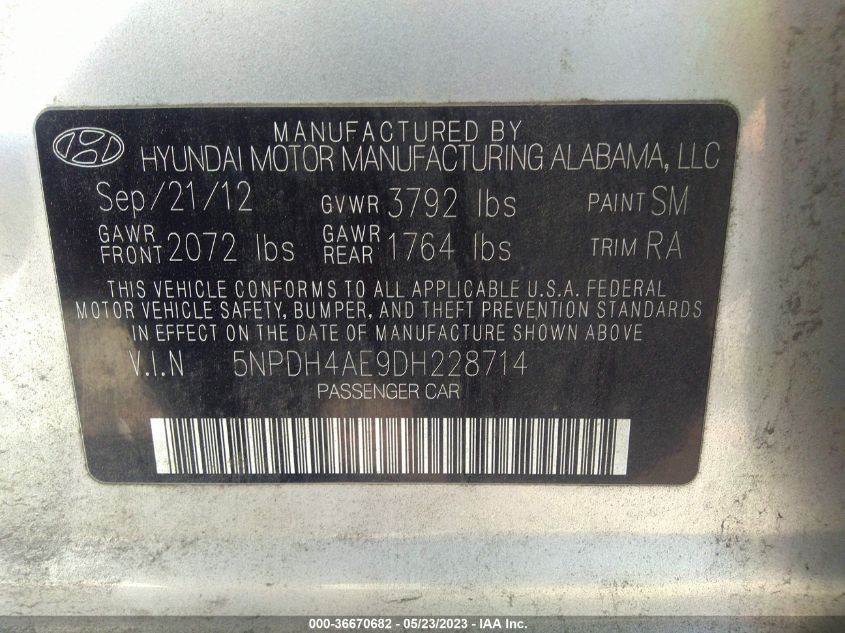 MANUFACTURED BY
HYUNDAI MOTOR MANUFACTURING ALABAMA, LLC
Sep/21/12 GVWR 3792 lbs PAINT SM
GAWR FRONT 2072 lbs GAWR REAR 1764 lbs TRIM RA
THIS VEHICLE CONFORMS TO ALL APPLICABLE U.S.A. FEDERAL
MOTOR VEHICLE SAFETY, BUMPER, AND THEFT PREVENTION STANDARDS
IN EFFECT ON THE DATE OF MANUFACTURE SHOWN ABOVE
V.I.N 5NPDH4AE9DH228714
PASSENGER CAR
000-36670682 - 05/23/2023 - IAA Inc.